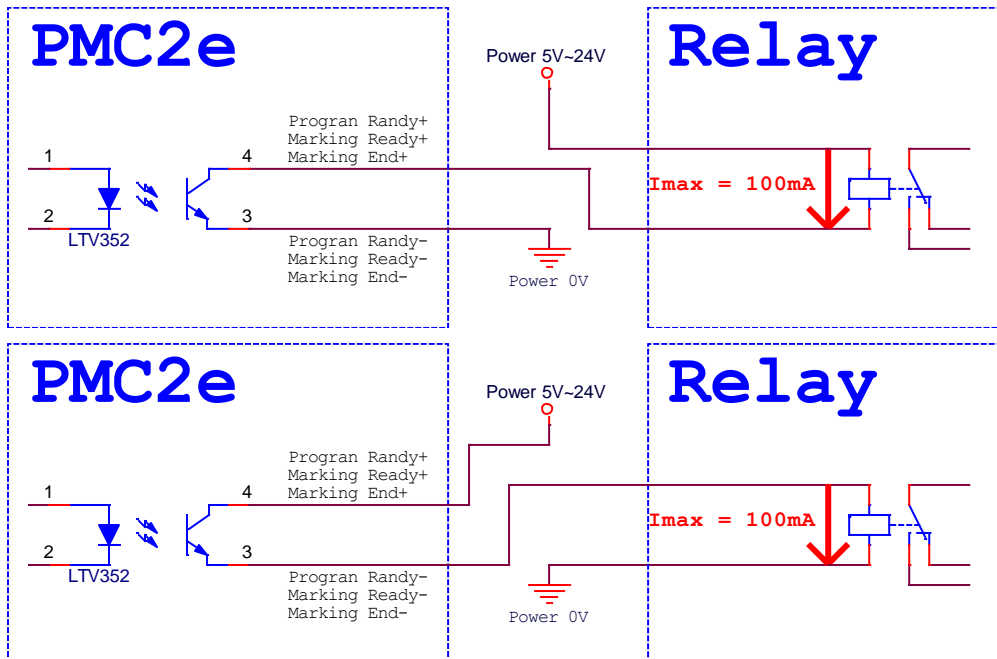 PMC2e
Power 5V~24V
Relay
Progran Randy+
Marking Ready+
Marking End+
1
4
Imax = 100mA
2
3
LTV352
Progran Randy-
Marking Ready-
Marking End-
Power 0V
PMC2e
Power 5V~24V
Relay
Progran Randy+
Marking Ready+
Marking End+
1
4
Imax = 100mA
2
3
LTV352
Progran Randy-
Marking Ready-
Marking End-
Power 0V